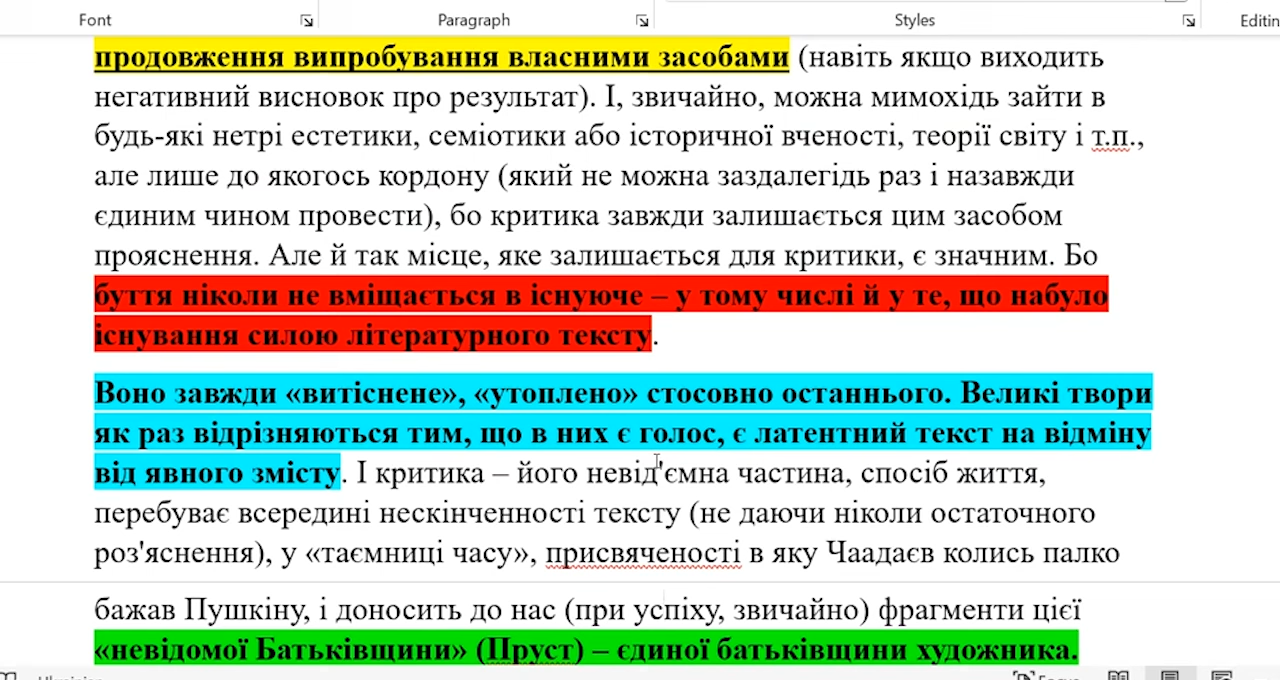 Font Paragraph Styles Editin
продовження випробування власними засобами (навіть якщо виходить
негативний висновок про результат). І, звичайно, можна мимохідь зайти в
будь-які нетрі естетики, семіотики або історичної вченості, теорії світу і т.п.,
але лише до якогось кордону (який не можна заздалегідь раз і назавжди
єдиним чином провести), бо критика завжди залишається цим засобом
прояснення. Але й так місце, яке залишається для критики, є значним. Бо
буття ніколи не вміщається в існуюче – у тому числі й у те, що набуло
існування силою літературного тексту.
Воно завжди «витіснене», «утоплено» стосовно останнього. Великі твори
як раз відрізняються тим, що в них є голос, є латентний текст на відміну
від явного змісту. І критика – його невід'ємна частина, спосіб життя,
перебуває всередині нескінченності тексту (не даючи ніколи остаточного
роз'яснення), у «таємниці часу», присвяченості в яку Чаадаєв колись палко
бажав Пушкіну, і доносить до нас (при успіху, звичайно) фрагменти цієї
«невідомої Батьківщини» (Пруст) – єдиної батьківщини художника.